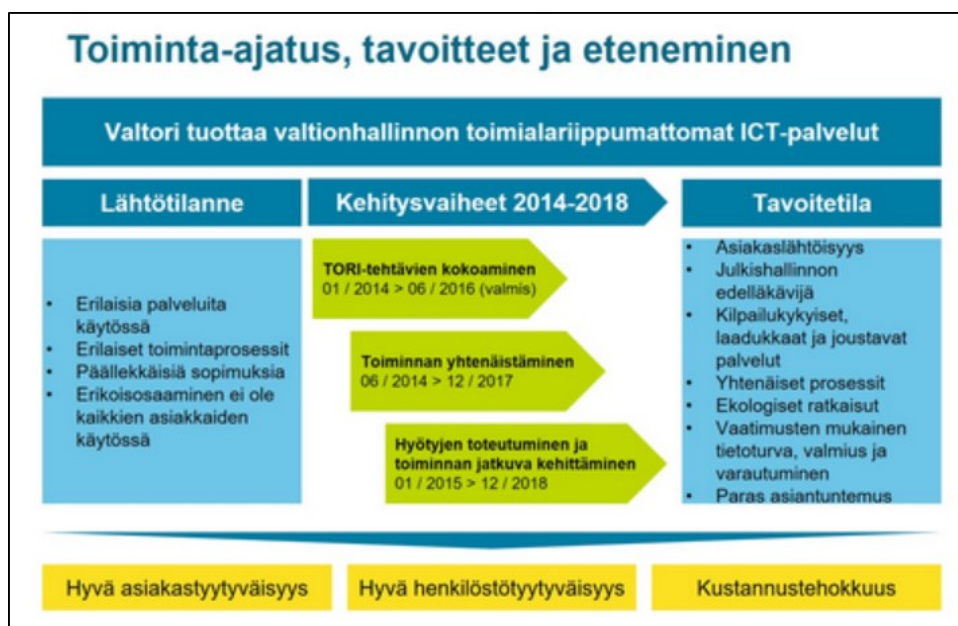 Toiminta-ajatus, tavoitteet ja eteneminen
Valtori tuottaa valtionhallinnon toimialariippumattomat ICT-palvelut
Lähtötilanne
• Erilaisia palveluita
käytössä
• Erilaiset toimintaprosessit
• Päällekkäisiä sopimuksia
• Erikoisosaaminen ei ole
kaikkien asiakkaiden
käytössä
Kehitysvaiheet 2014-2018
TORI-tehtävien kokoaminen
01 / 2014 > 06 / 2016 (valmis)
Toiminnan yhtenäistäminen
06 / 2014 > 12 / 2017
Hyötyjen toteutuminen ja
toiminnan jatkuva kehittäminen
01 / 2015 > 12 / 2018
Tavoitetila
• Asiakaslähtöisyys
• Julkishallinnon
edelläkävijä
• Kilpailukykyiset,
laadukkaat ja joustavat
palvelut
• Yhtenäiset prosessit
• Ekologiset ratkaisut
• Vaatimusten mukainen
tietoturva, valmius ja
varautuminen
• Paras asiantuntemus
Hyvä asiakastyytyväisyys
Hyvä henkilöstötyytyväisyys
Kustannustehokkuus